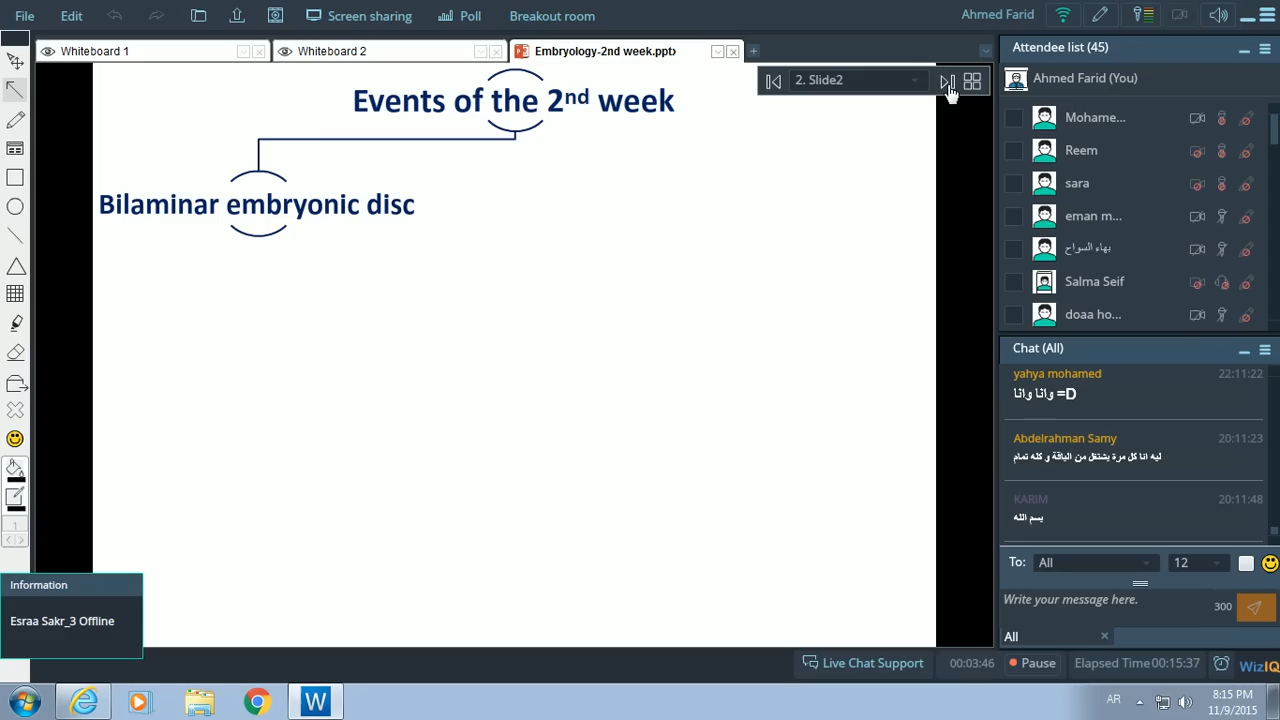 File Edit Screen sharing Poll Breakout room Ahmed Farid
Whiteboard 1 Whiteboard 2 Embryology-2nd week.ppt
Attendee list (45)
2. Slide2
Ahmed Farid (You)
Events of the 2nd week
Bilaminar embryonic disc
Mohame...
Reem
sara
eman m...
بهاء السواح
Salma Seif
doaa ho...
Chat (All)
yahya mohamed 22:11:22
وانا وانا =D
Abdelrahman Samy 20:11:23
ليه انا كل مرة يشتغل من الباقة و كله تمام
KARIM 20:11:48
بسم الله
To: All 12
Write your message here. 300
All
1
Information
Esraa Sakr_3 Offline
Live Chat Support 00:03:46 Pause Elapsed Time 00:15:37 WizIQ
W AR 8:15 PM
11/9/2015